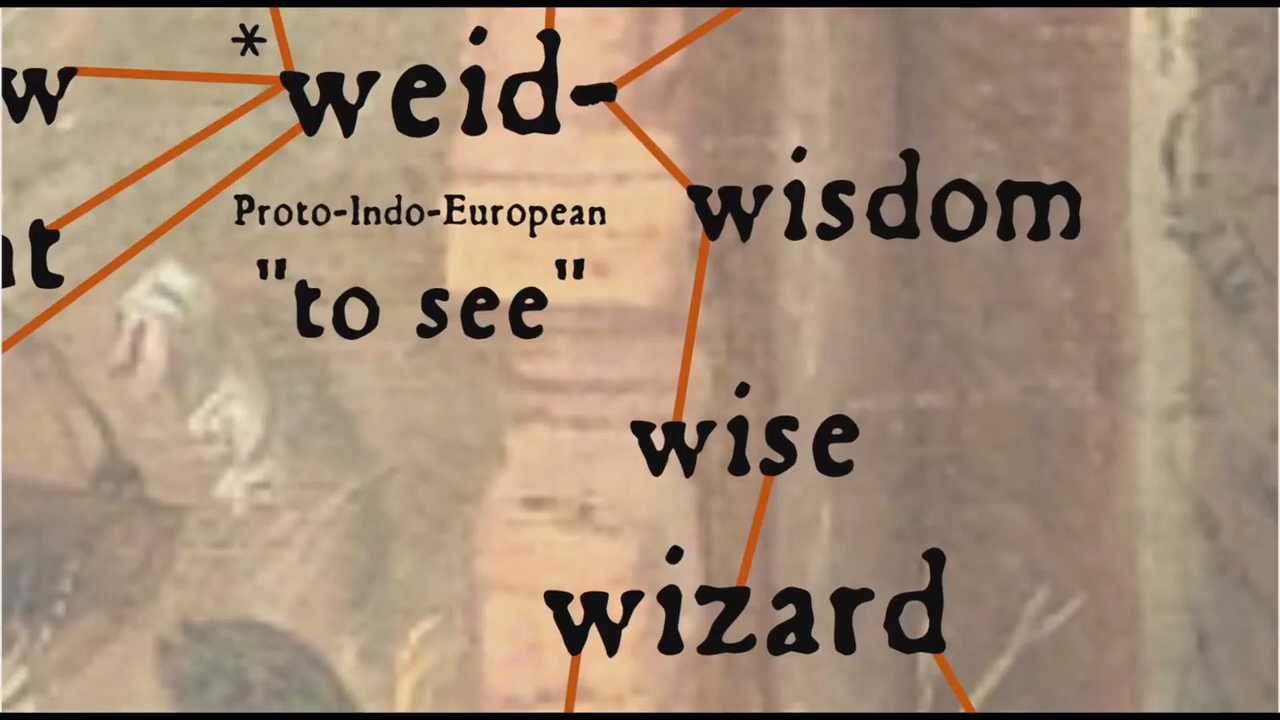 *weid-
w
Proto-Indo-European
wisdom
t
"to see"
wise
wizard